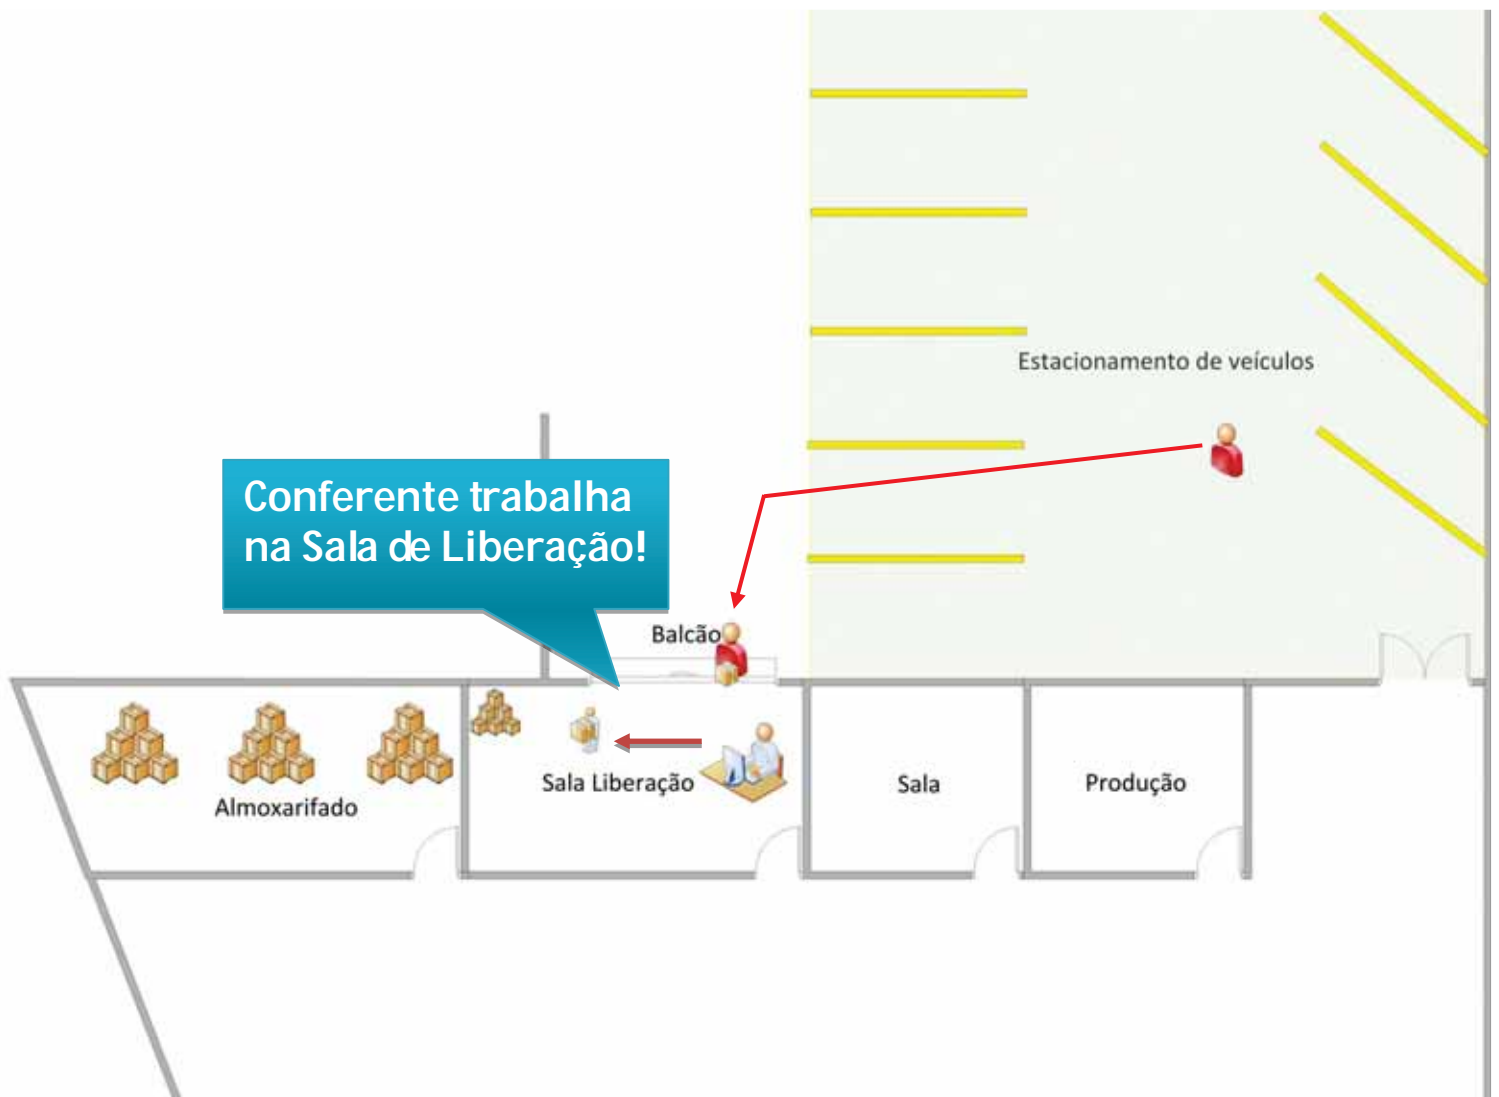 Estacionamento de veículos
Conferente trabalha
na Sala de Liberação!
Balcão
Sala Liberação
Sala
Produção
Almoxarifado